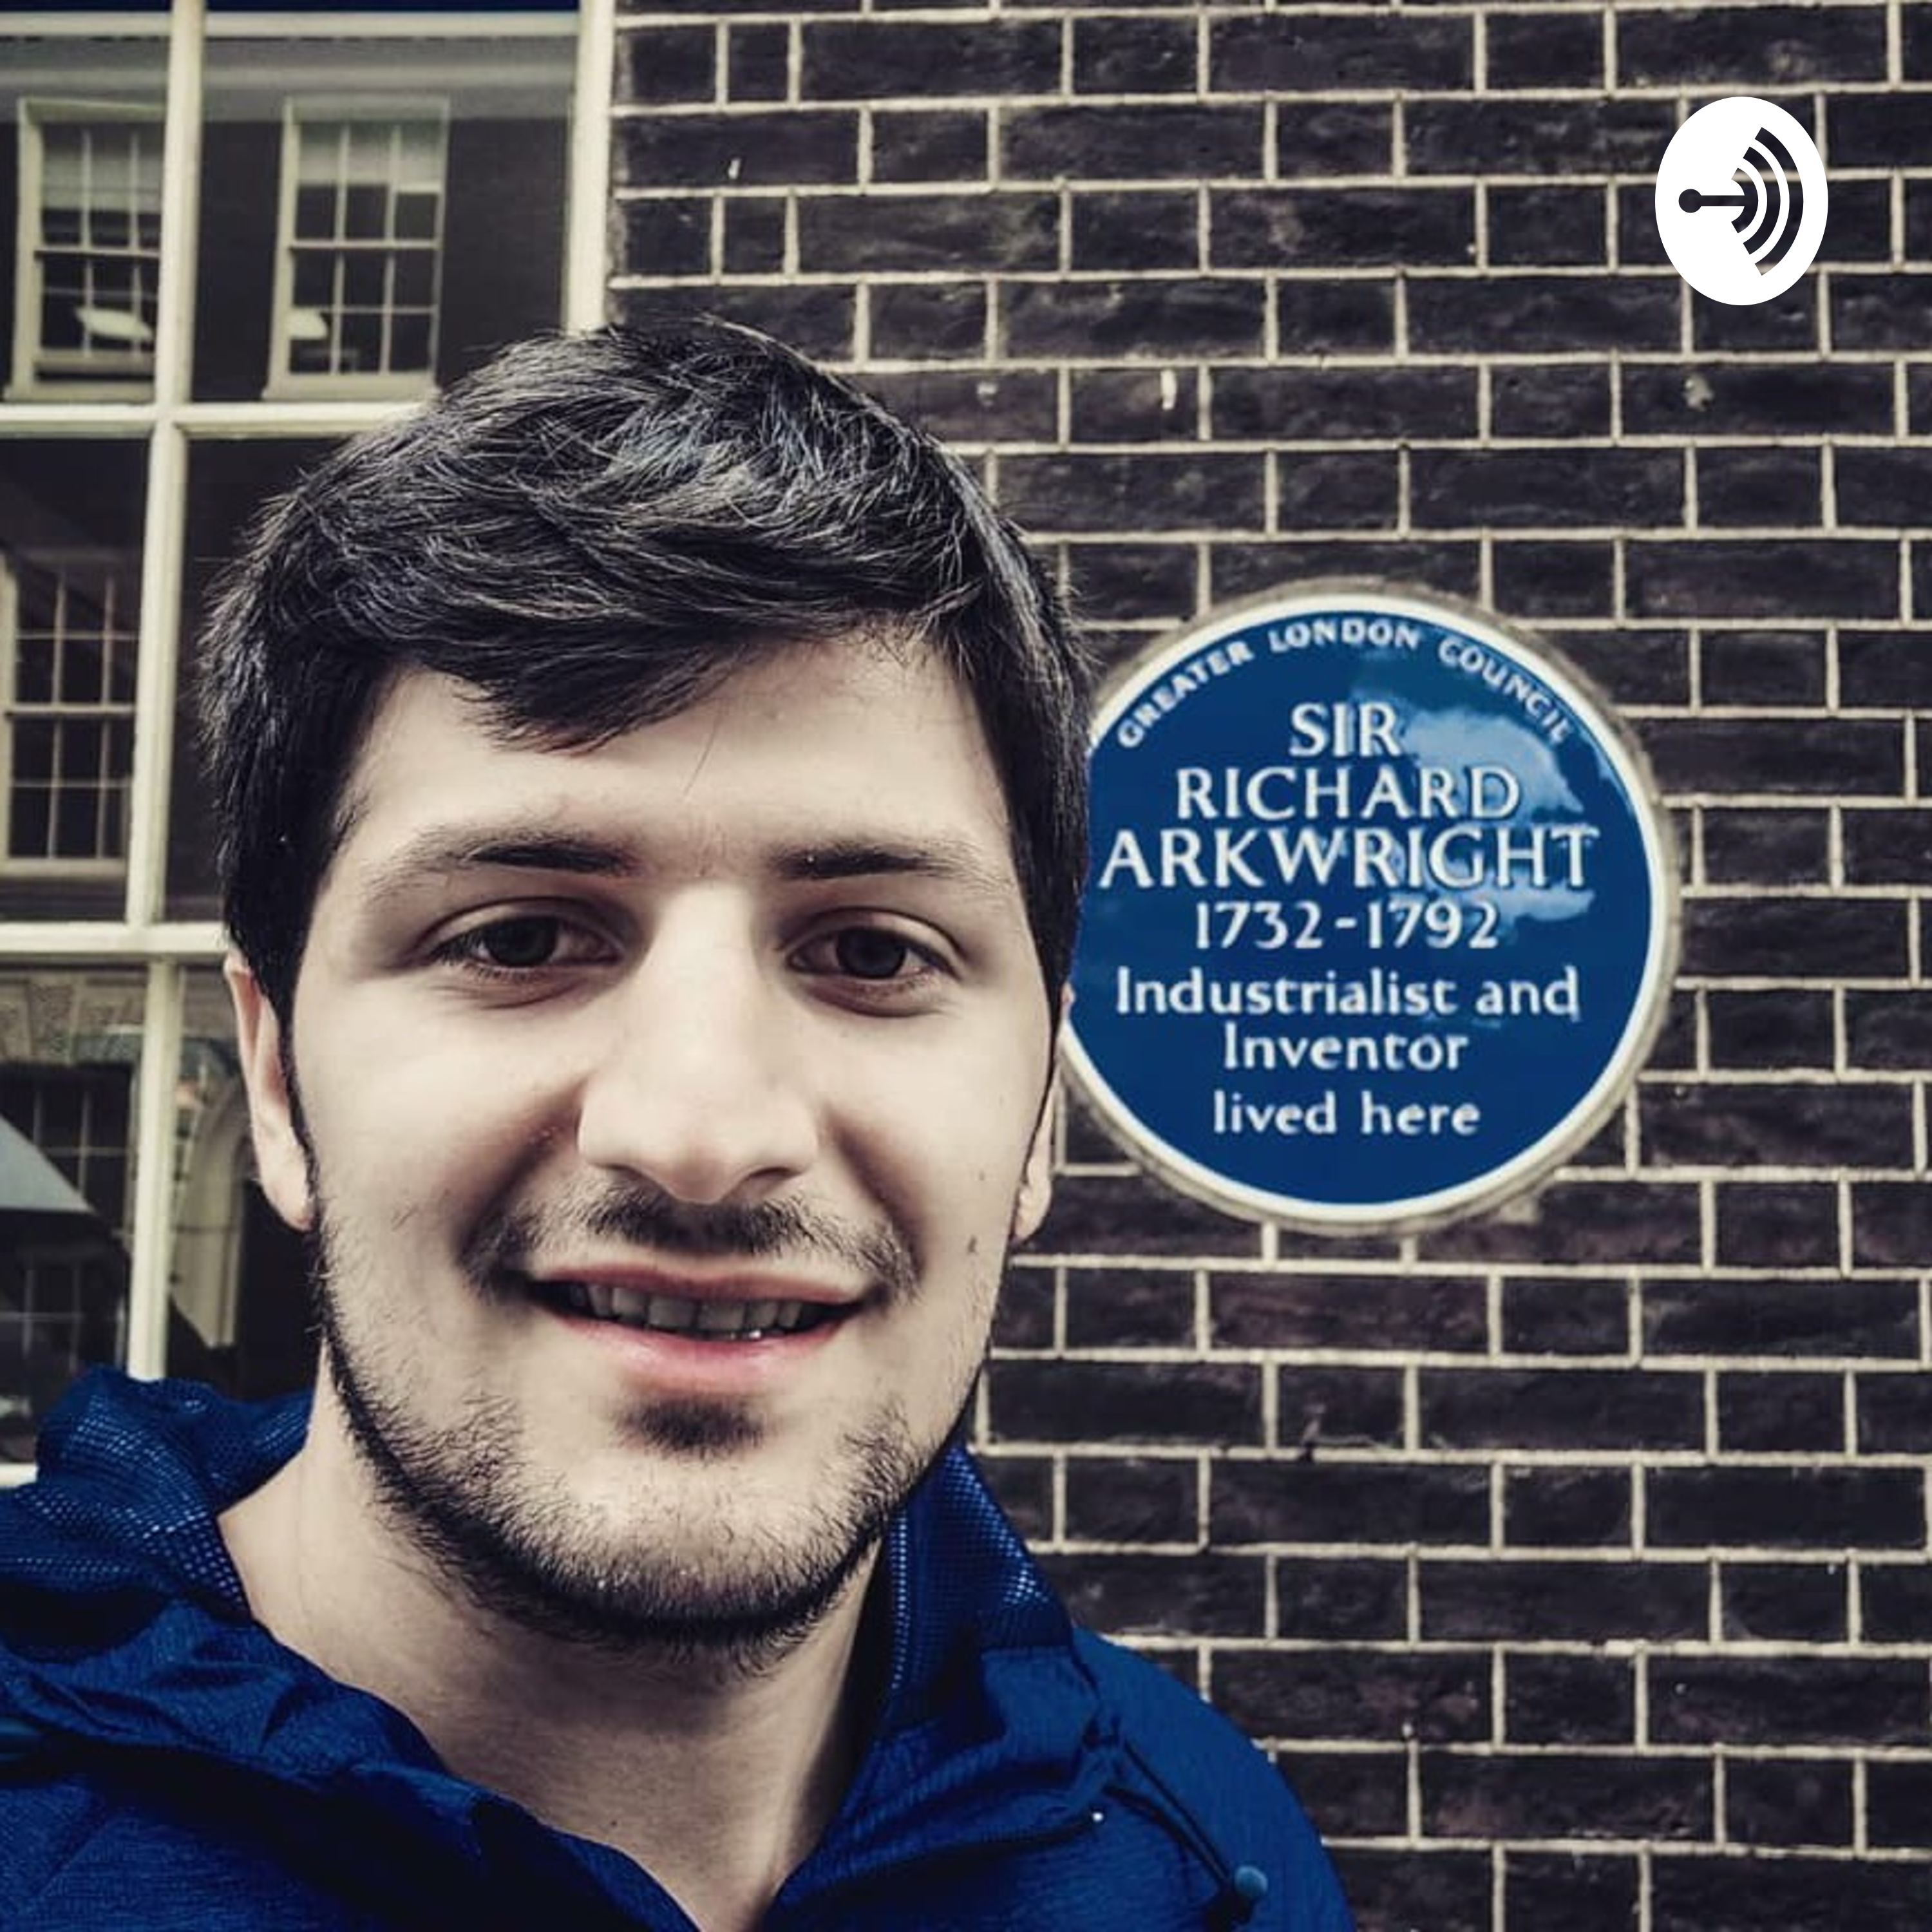 GREATER LONDON COUNCIL
SIR
RICHARD
ARKWRIGHT
1732-1792
Industrialist and
Inventor
lived here